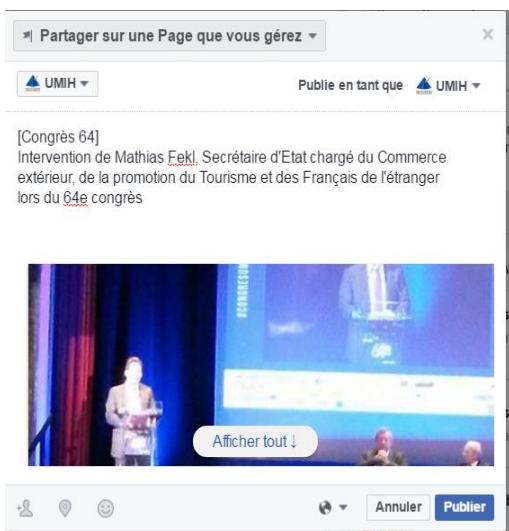 Partager sur une Page que vous gérez
UMIH
Publie en tant que UMIH
[Congrès 64]
Intervention de Mathias Fekl, Secrétaire d'Etat chargé du Commerce
extérieur, de la promotion du Tourisme et des Français de l'étranger
lors du 64e congrès
Afficher tout ↓
Annuler Publier